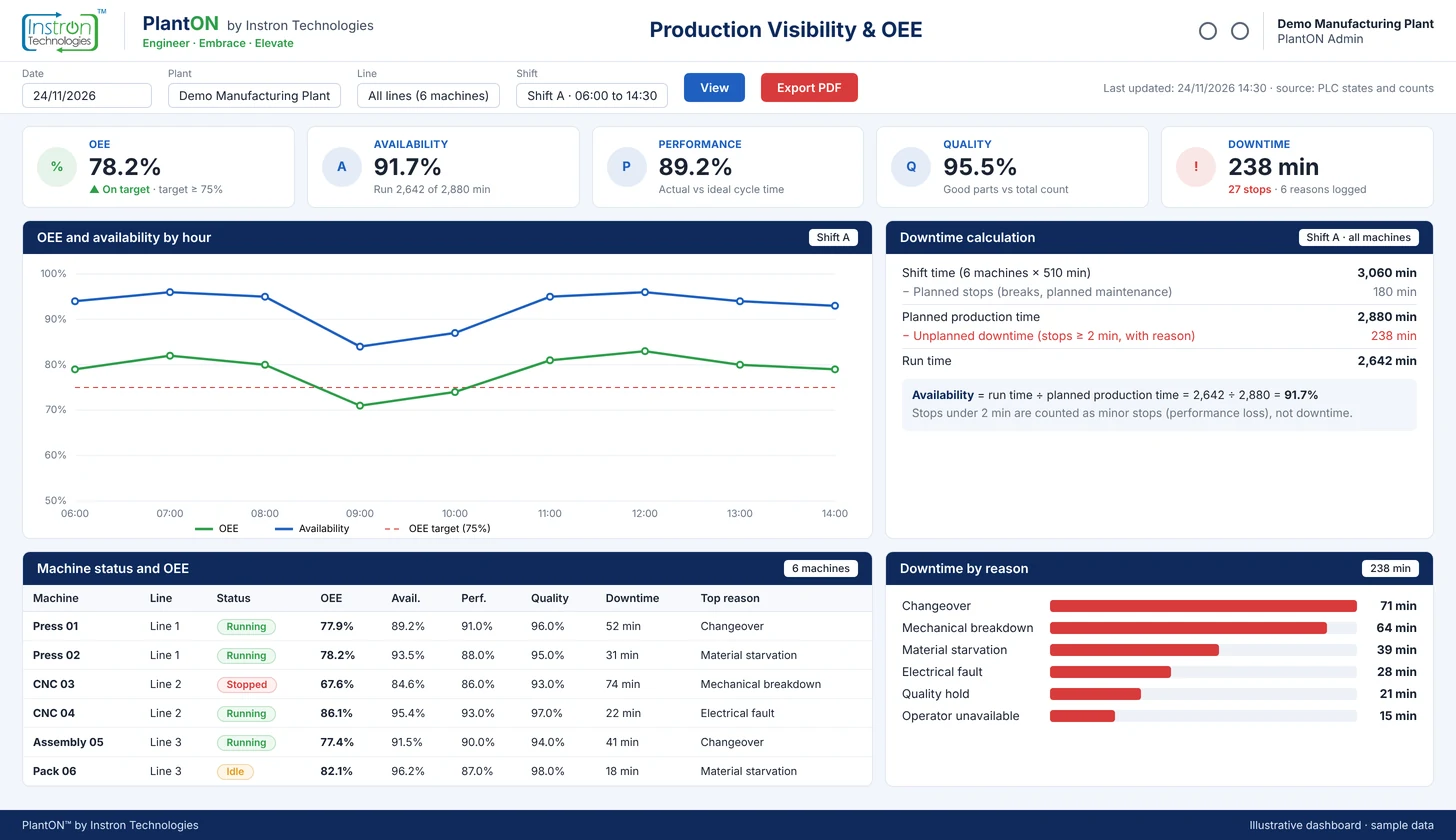 Instron TM
Technologies
PlantON by Instron Technologies
Engineer · Embrace · Elevate
Production Visibility & OEE
Demo Manufacturing Plant
PlantON Admin
Date
24/11/2026
Plant
Demo Manufacturing Plant
Line
All lines (6 machines)
Shift
Shift A · 06:00 to 14:30
View
Export PDF
Last updated: 24/11/2026 14:30 · source: PLC states and counts
%
OEE
78.2%
▲ On target · target ≥ 75%
A
AVAILABILITY
91.7%
Run 2,642 of 2,880 min
P
PERFORMANCE
89.2%
Actual vs ideal cycle time
Q
QUALITY
95.5%
Good parts vs total count
!
DOWNTIME
238 min
27 stops · 6 reasons logged
OEE and availability by hour
Shift A
100%
90%
80%
70%
60%
50%
06:00 07:00 08:00 09:00 10:00 11:00 12:00 13:00 14:00
OEE Availability OEE target (75%)
Downtime calculation
Shift A · all machines
Shift time (6 machines × 510 min) 3,060 min
− Planned stops (breaks, planned maintenance) 180 min
Planned production time 2,880 min
− Unplanned downtime (stops ≥ 2 min, with reason) 238 min
Run time 2,642 min
Availability = run time ÷ planned production time = 2,642 ÷ 2,880 = 91.7%
Stops under 2 min are counted as minor stops (performance loss), not downtime.
Machine status and OEE
6 machines
Machine Line Status OEE Avail. Perf. Quality Downtime Top reason
Press 01 Line 1 Running 77.9% 89.2% 91.0% 96.0% 52 min Changeover
Press 02 Line 1 Running 78.2% 93.5% 88.0% 95.0% 31 min Material starvation
CNC 03 Line 2 Stopped 67.6% 84.6% 86.0% 93.0% 74 min Mechanical breakdown
CNC 04 Line 2 Running 86.1% 95.4% 93.0% 97.0% 22 min Electrical fault
Assembly 05 Line 3 Running 77.4% 91.5% 90.0% 94.0% 41 min Changeover
Pack 06 Line 3 Idle 82.1% 96.2% 87.0% 98.0% 18 min Material starvation
Downtime by reason
238 min
Changeover 71 min
Mechanical breakdown 64 min
Material starvation 39 min
Electrical fault 28 min
Quality hold 21 min
Operator unavailable 15 min
PlantON™ by Instron Technologies
Illustrative dashboard · sample data